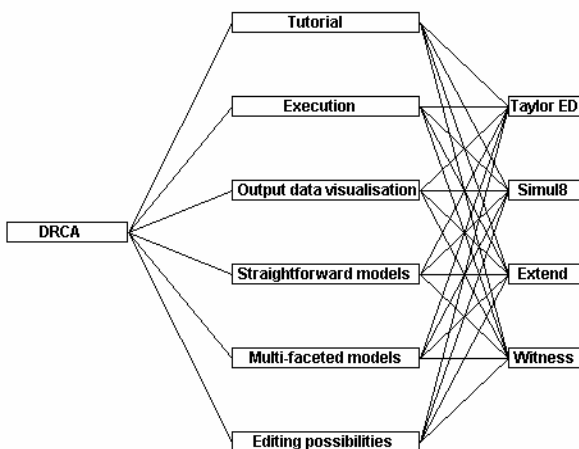 DRCA
Tutorial
Execution
Output data visualisation
Straightforward models
Multi-faceted models
Editing possibilities
Taylor ED
Simul8
Extend
Witness